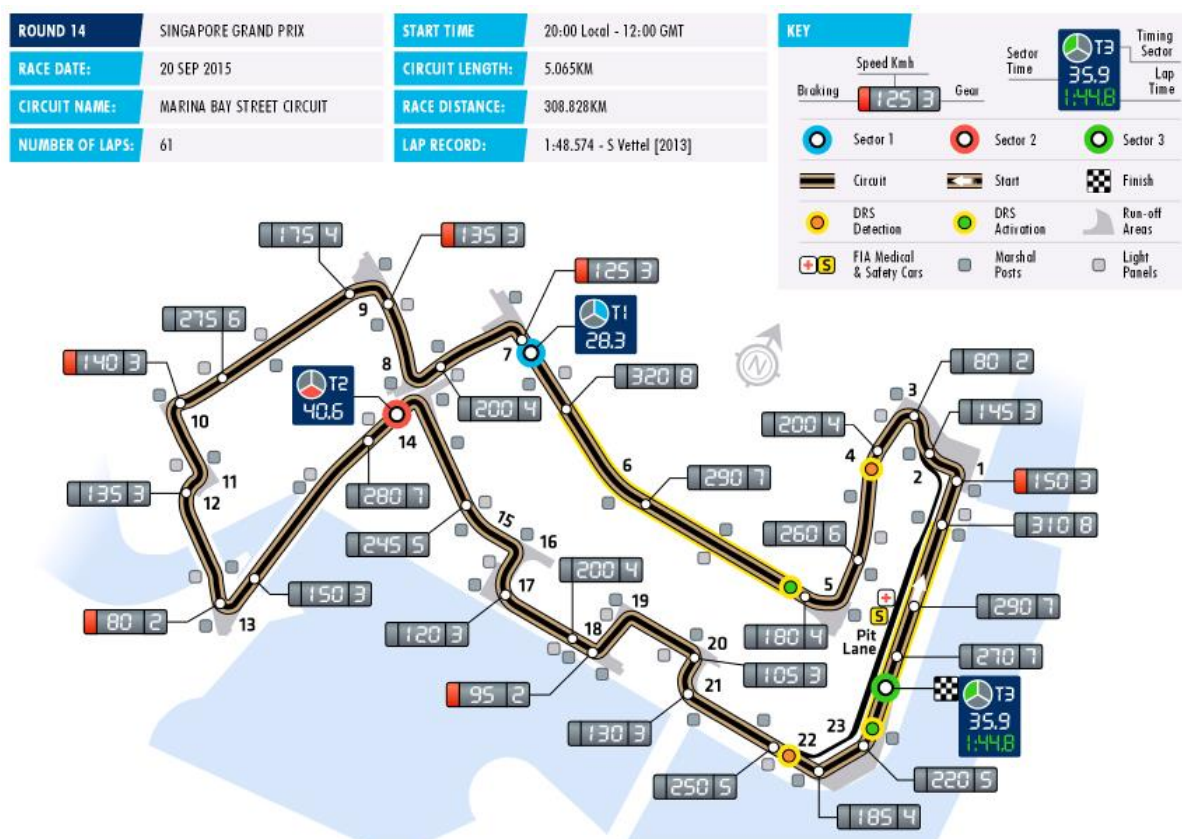 ROUND 14 SINGAPORE GRAND PRIX
RACE DATE: 20 SEP 2015
CIRCUIT NAME: MARINA BAY STREET CIRCUIT
NUMBER OF LAPS: 61
START TIME 20:00 Local - 12:00 GMT
CIRCUIT LENGTH: 5.065KM
RACE DISTANCE: 308.828KM
LAP RECORD: 1:48.574 - S Vettel [2013]
KEY
Speed Kmh
Braking 125 3 Gear
Sector Time
T3
35.9
1:44.8
Timing Sector
Lap Time
Sector 1
Sector 2
Sector 3
Circuit
Start
Finish
DRS Detection
DRS Activation
Run-off Areas
S
FIA Medical & Safety Cars
Marshal Posts
Light Panels
175 4
135 3
125 3
9
275 6
T1
28.3
7
140 3
8
320 8
80 2
3
T2
40.6
200 4
145 3
200 4
10
14
4
2
1
150 3
6
290 7
11
135 3
12
280 7
310 8
245 5
15
16
260 6
200 4
17
5
150 3
290 7
80 2
13
120 3
18
19
180 4
S
Pit Lane
20
105 3
270 7
95 2
21
T3
35.9
1:44.8
130 3
22
23
250 5
220 5
185 4
N